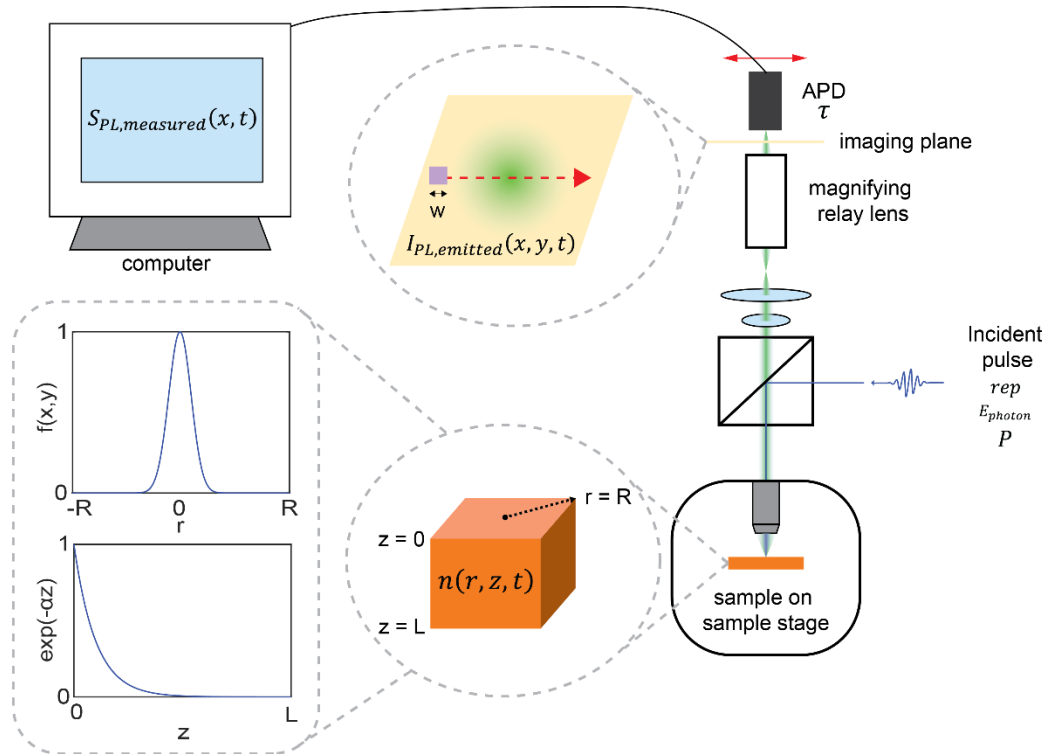 S_{PL,measured}(x, t)
computer
w
I_{PL,emitted}(x, y, t)
APD
τ
imaging plane
magnifying
relay lens
Incident
pulse
rep
E_{photon}
P
1
f(x,y)
0
-R
0
R
r
1
exp(-αz)
0
0
L
z
r = R
z = 0
n(r, z, t)
z = L
sample on
sample stage